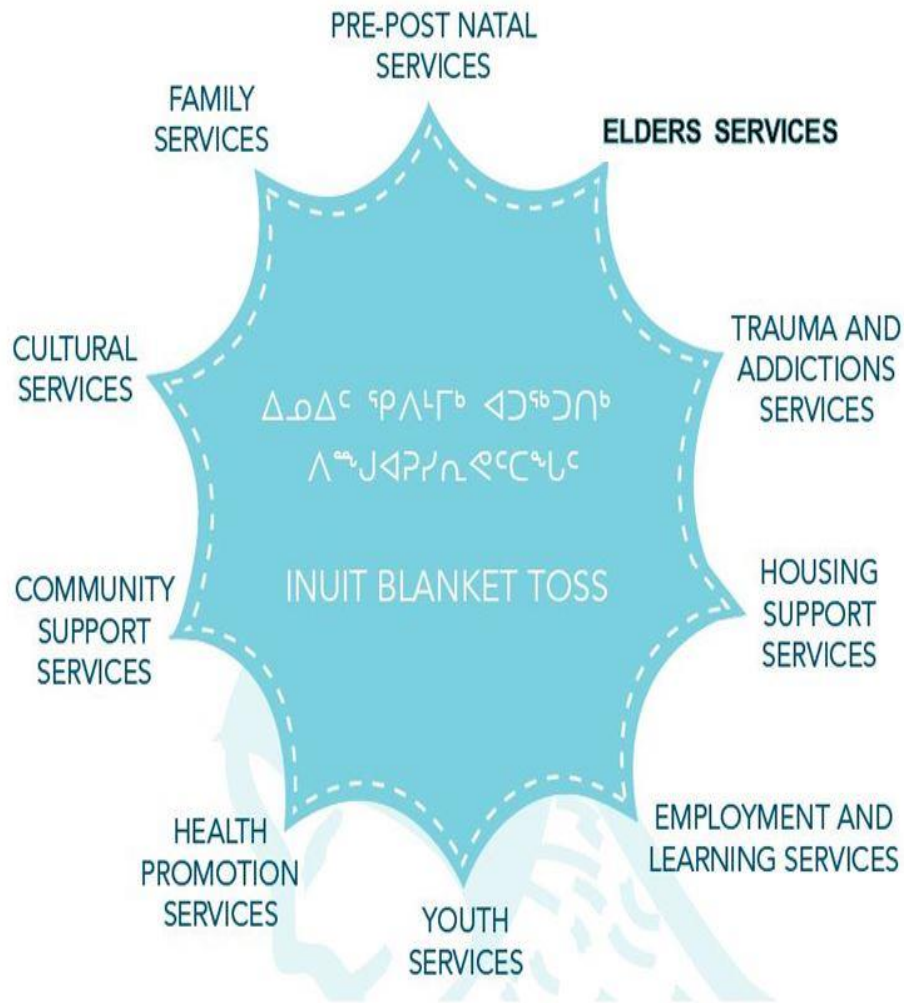 PRE-POST NATAL
SERVICES
FAMILY
SERVICES
ELDERS SERVICES
CULTURAL
SERVICES
TRAUMA AND
ADDICTIONS
SERVICES
ᐃᓄᐃᑦ ᕿᐱᒻᒥᒃ ᐊᑐᖅᑐᑎᒃ
ᐱᙳᐊᕈᓯᕆᕙᑦᑕᖓᑦ
INUIT BLANKET TOSS
COMMUNITY
SUPPORT
SERVICES
HOUSING
SUPPORT
SERVICES
HEALTH
PROMOTION
SERVICES
EMPLOYMENT AND
LEARNING SERVICES
YOUTH
SERVICES